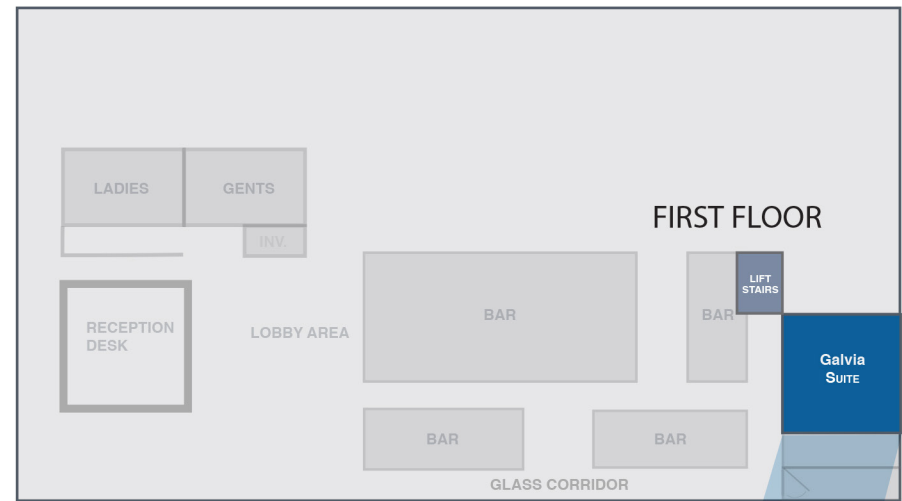 LADIES
GENTS
FIRST FLOOR
INV.
LIFT
STAIRS
RECEPTION
DESK
LOBBY AREA
BAR
BAR
Galvia
SUITE
BAR
BAR
GLASS CORRIDOR